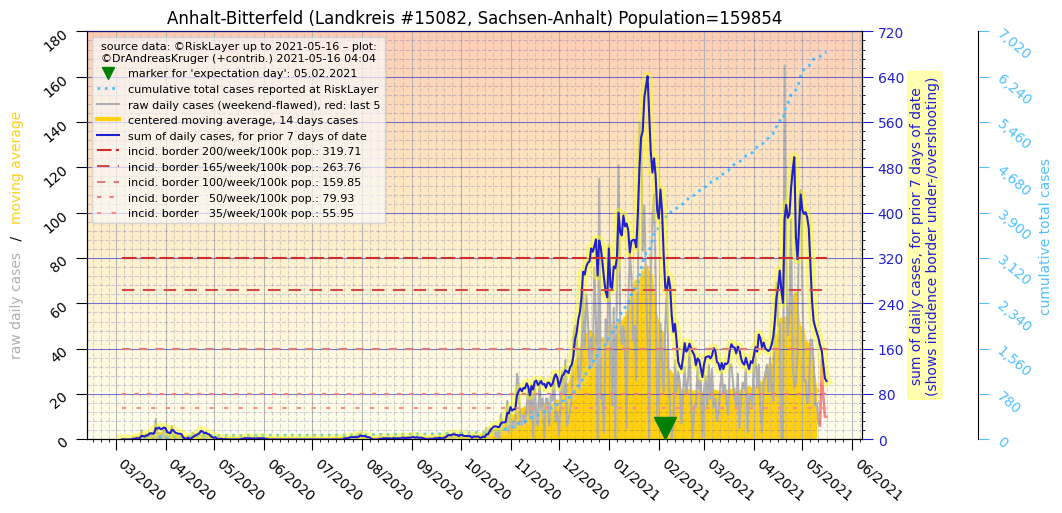 Anhalt-Bitterfeld (Landkreis #15082, Sachsen-Anhalt) Population=159854
source data: ©RiskLayer up to 2021-05-16 – plot:
©DrAndreasKruger (+contrib.) 2021-05-16 04:04
marker for 'expectation day': 05.02.2021
cumulative total cases reported at RiskLayer
raw daily cases (weekend-flawed), red: last 5
centered moving average, 14 days cases
sum of daily cases, for prior 7 days of date
incid. border 200/week/100k pop.: 319.71
incid. border 165/week/100k pop.: 263.76
incid. border 100/week/100k pop.: 159.85
incid. border   50/week/100k pop.: 79.93
incid. border   35/week/100k pop.: 55.95
raw daily cases / moving average
180
160
140
120
100
80
60
40
20
0
720
640
560
480
400
320
240
160
80
0
sum of daily cases, for prior 7 days of date
(shows incidence border under-/overshooting)
7,020
6,240
5,460
4,680
3,900
3,120
2,340
1,560
780
0
cumulative total cases
03/2020
04/2020
05/2020
06/2020
07/2020
08/2020
09/2020
10/2020
11/2020
12/2020
01/2021
02/2021
03/2021
04/2021
05/2021
06/2021